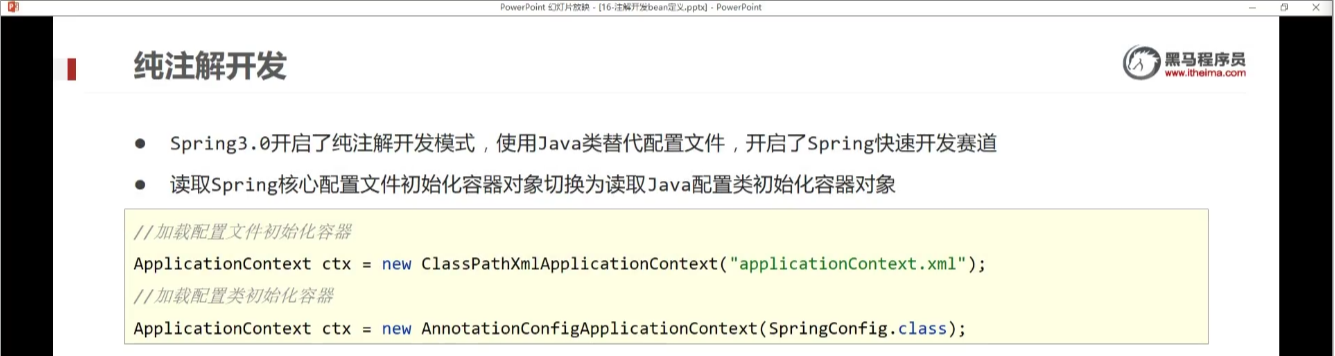 PowerPoint 幻灯片放映 - [16-注解开发bean定义.pptx] - PowerPoint
纯注解开发
黑马程序员
www.itheima.com
● Spring3.0开启了纯注解开发模式，使用Java类替代配置文件，开启了Spring快速开发赛道
● 读取Spring核心配置文件初始化容器对象切换为读取Java配置类初始化容器对象
//加载配置文件初始化容器
ApplicationContext ctx = new ClassPathXmlApplicationContext("applicationContext.xml");
//加载配置类初始化容器
ApplicationContext ctx = new AnnotationConfigApplicationContext(SpringConfig.class);